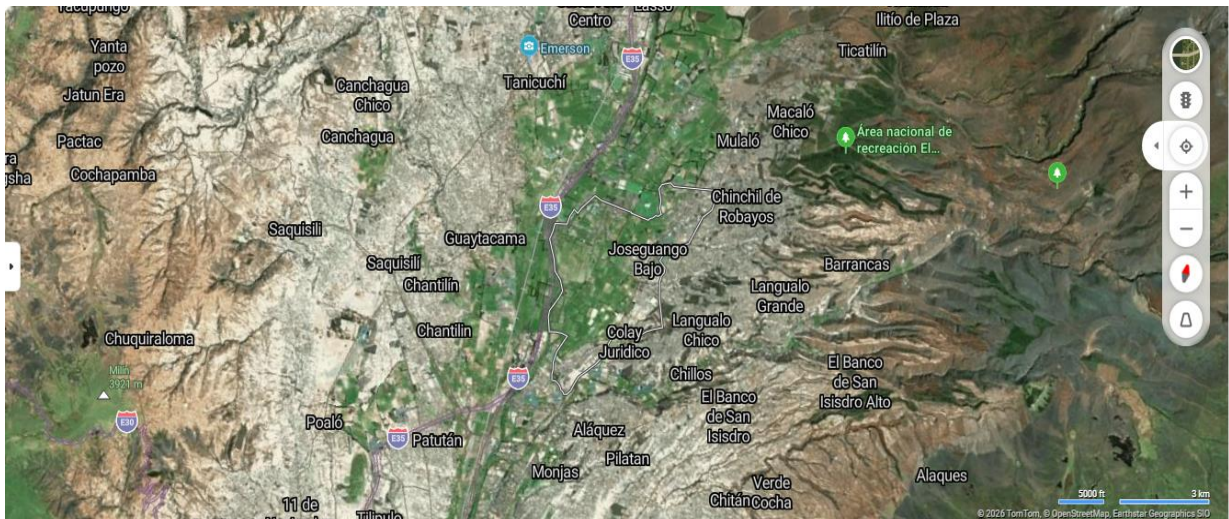 Centro
Ilitío de Plaza
Yanta
pozo
Emerson
E35
Ticatilín
Jatun Era
Canchagua
Chico
Tanicuchí
Macaló
Chico
Pactac
Canchagua
Mulaló
Área nacional de
recreación El...
Cochapamba
E35
Chinchil de
Robayos
Saquisili
Guaytacama
Joseguango
Bajo
Saquisilí
Barrancas
Chantilín
Langualo
Grande
Chuquiraloma
Chantilin
Colay
Juridico
Langualo
Chico
Milín
3921 m
E35
Chillos
El Banco
de San
Isisdro Alto
E30
Poaló
E35
Patután
Aláquez
El Banco
de San
Isisdro
Monjas
Pilatan
Alaques
11 de
Chitán
Verde
Cocha
Tilipulo
5000 ft
3 km
© 2026 TomTom, © OpenStreetMap, Earthstar Geographics SIO